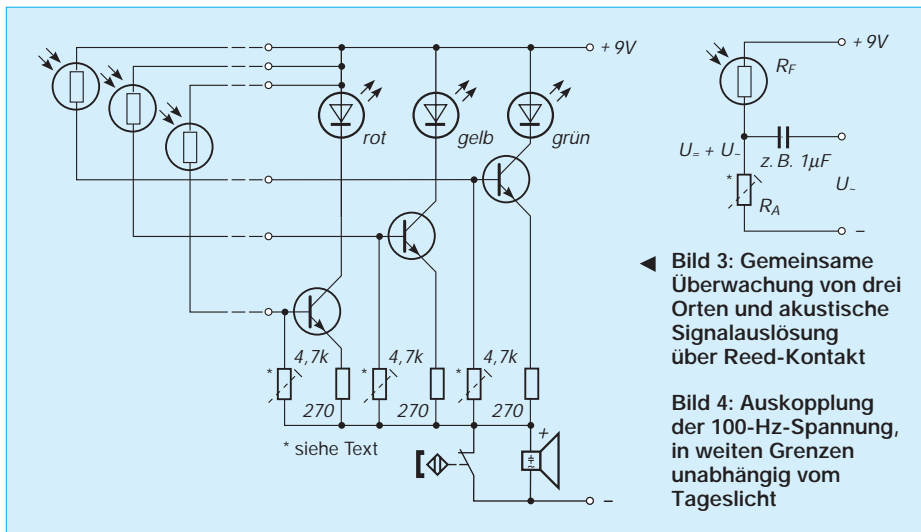 + 9V
rot
gelb
grün
4,7k
4,7k
4,7k
*
*
*
270
270
270
* siehe Text
+
–
+ 9V
R_F
U₌ + U~
z. B. 1µF
U~
*
R_A
–
◄ Bild 3: Gemeinsame
Überwachung von drei
Orten und akustische
Signalauslösung
über Reed-Kontakt
Bild 4: Auskopplung
der 100-Hz-Spannung,
in weiten Grenzen
unabhängig vom
Tageslicht